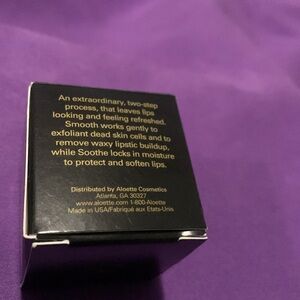 An extraordinary, two-step
process, that leaves lips
looking and feeling refreshed.
Smooth works gently to
exfoliant dead skin cells and to
remove waxy lipstic buildup,
while Soothe locks in moisture
to protect and soften lips.
Distributed by Aloette Cosmetics
Atlanta, GA 30327
www.aloette.com 1-800-Aloette
Made in USA/Fabriqué aux Etats-Unis